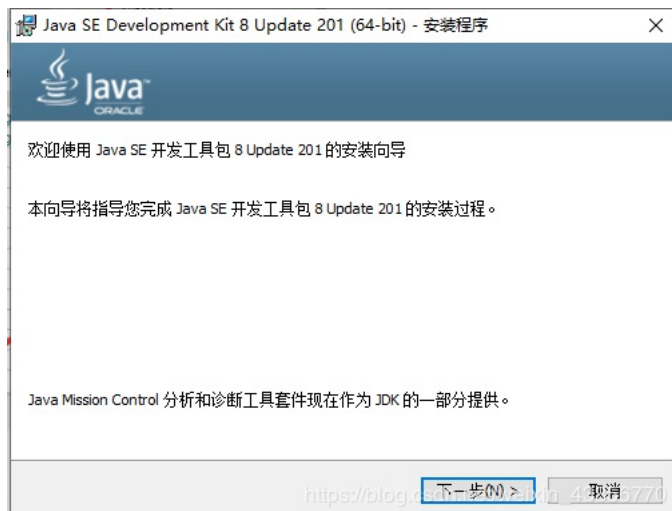 Java SE Development Kit 8 Update 201 (64-bit) - 安装程序
Java™
ORACLE
欢迎使用 Java SE 开发工具包 8 Update 201 的安装向导
本向导将指导您完成 Java SE 开发工具包 8 Update 201 的安装过程。
Java Mission Control 分析和诊断工具套件现在作为 JDK 的一部分提供。
下一步(N) >
取消